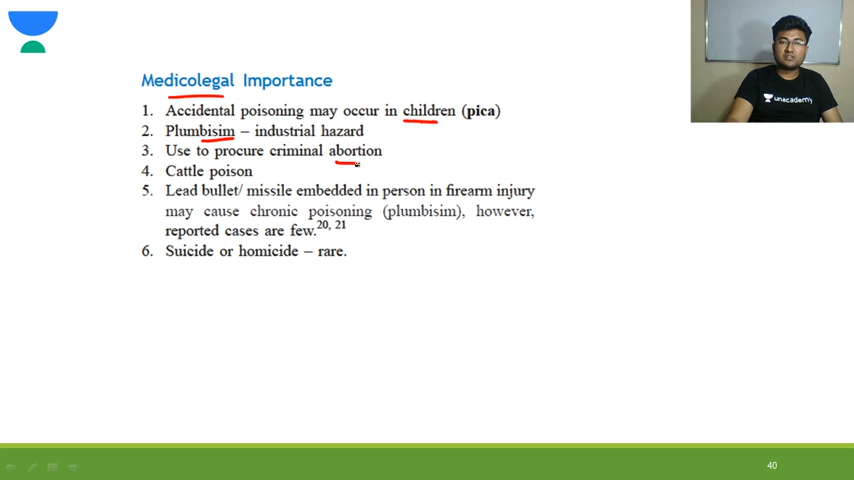 Medicolegal Importance
1. Accidental poisoning may occur in children (pica)
2. Plumbisim – industrial hazard
3. Use to procure criminal abortion
4. Cattle poison
5. Lead bullet/ missile embedded in person in firearm injury
may cause chronic poisoning (plumbisim), however,
reported cases are few.20, 21
6. Suicide or homicide – rare.
unacademy
40